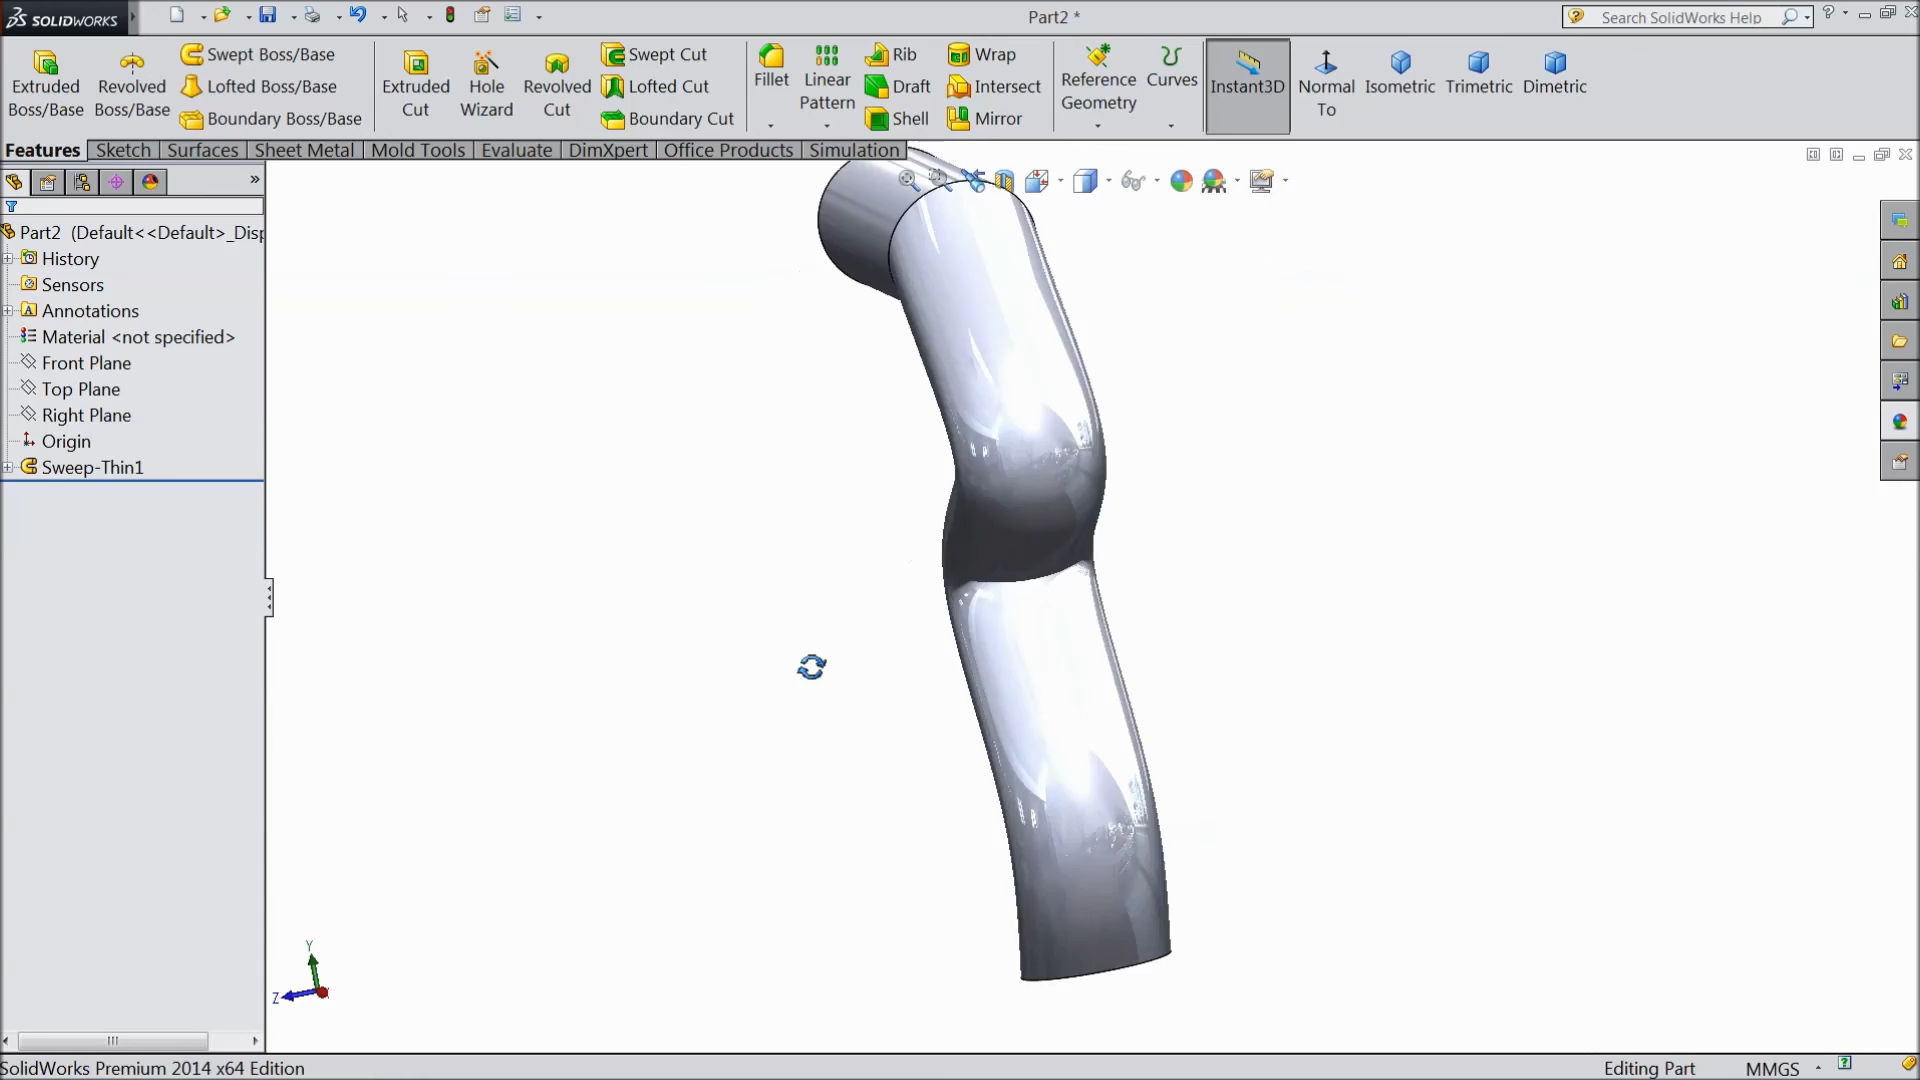 SOLIDWORKS
Part2 *
Search SolidWorks Help
Extruded Boss/Base
Revolved Boss/Base
Swept Boss/Base
Lofted Boss/Base
Boundary Boss/Base
Extruded Cut
Hole Wizard
Revolved Cut
Swept Cut
Lofted Cut
Boundary Cut
Fillet
Linear Pattern
Rib
Draft
Shell
Wrap
Intersect
Mirror
Reference Geometry
Curves
Instant3D
Normal To
Isometric
Trimetric
Dimetric
Features
Sketch
Surfaces
Sheet Metal
Mold Tools
Evaluate
DimXpert
Office Products
Simulation
Part2 (Default<<Default>_Disp
History
Sensors
Annotations
Material <not specified>
Front Plane
Top Plane
Right Plane
Origin
Sweep-Thin1
Y
Z
SolidWorks Premium 2014 x64 Edition
Editing Part
MMGS